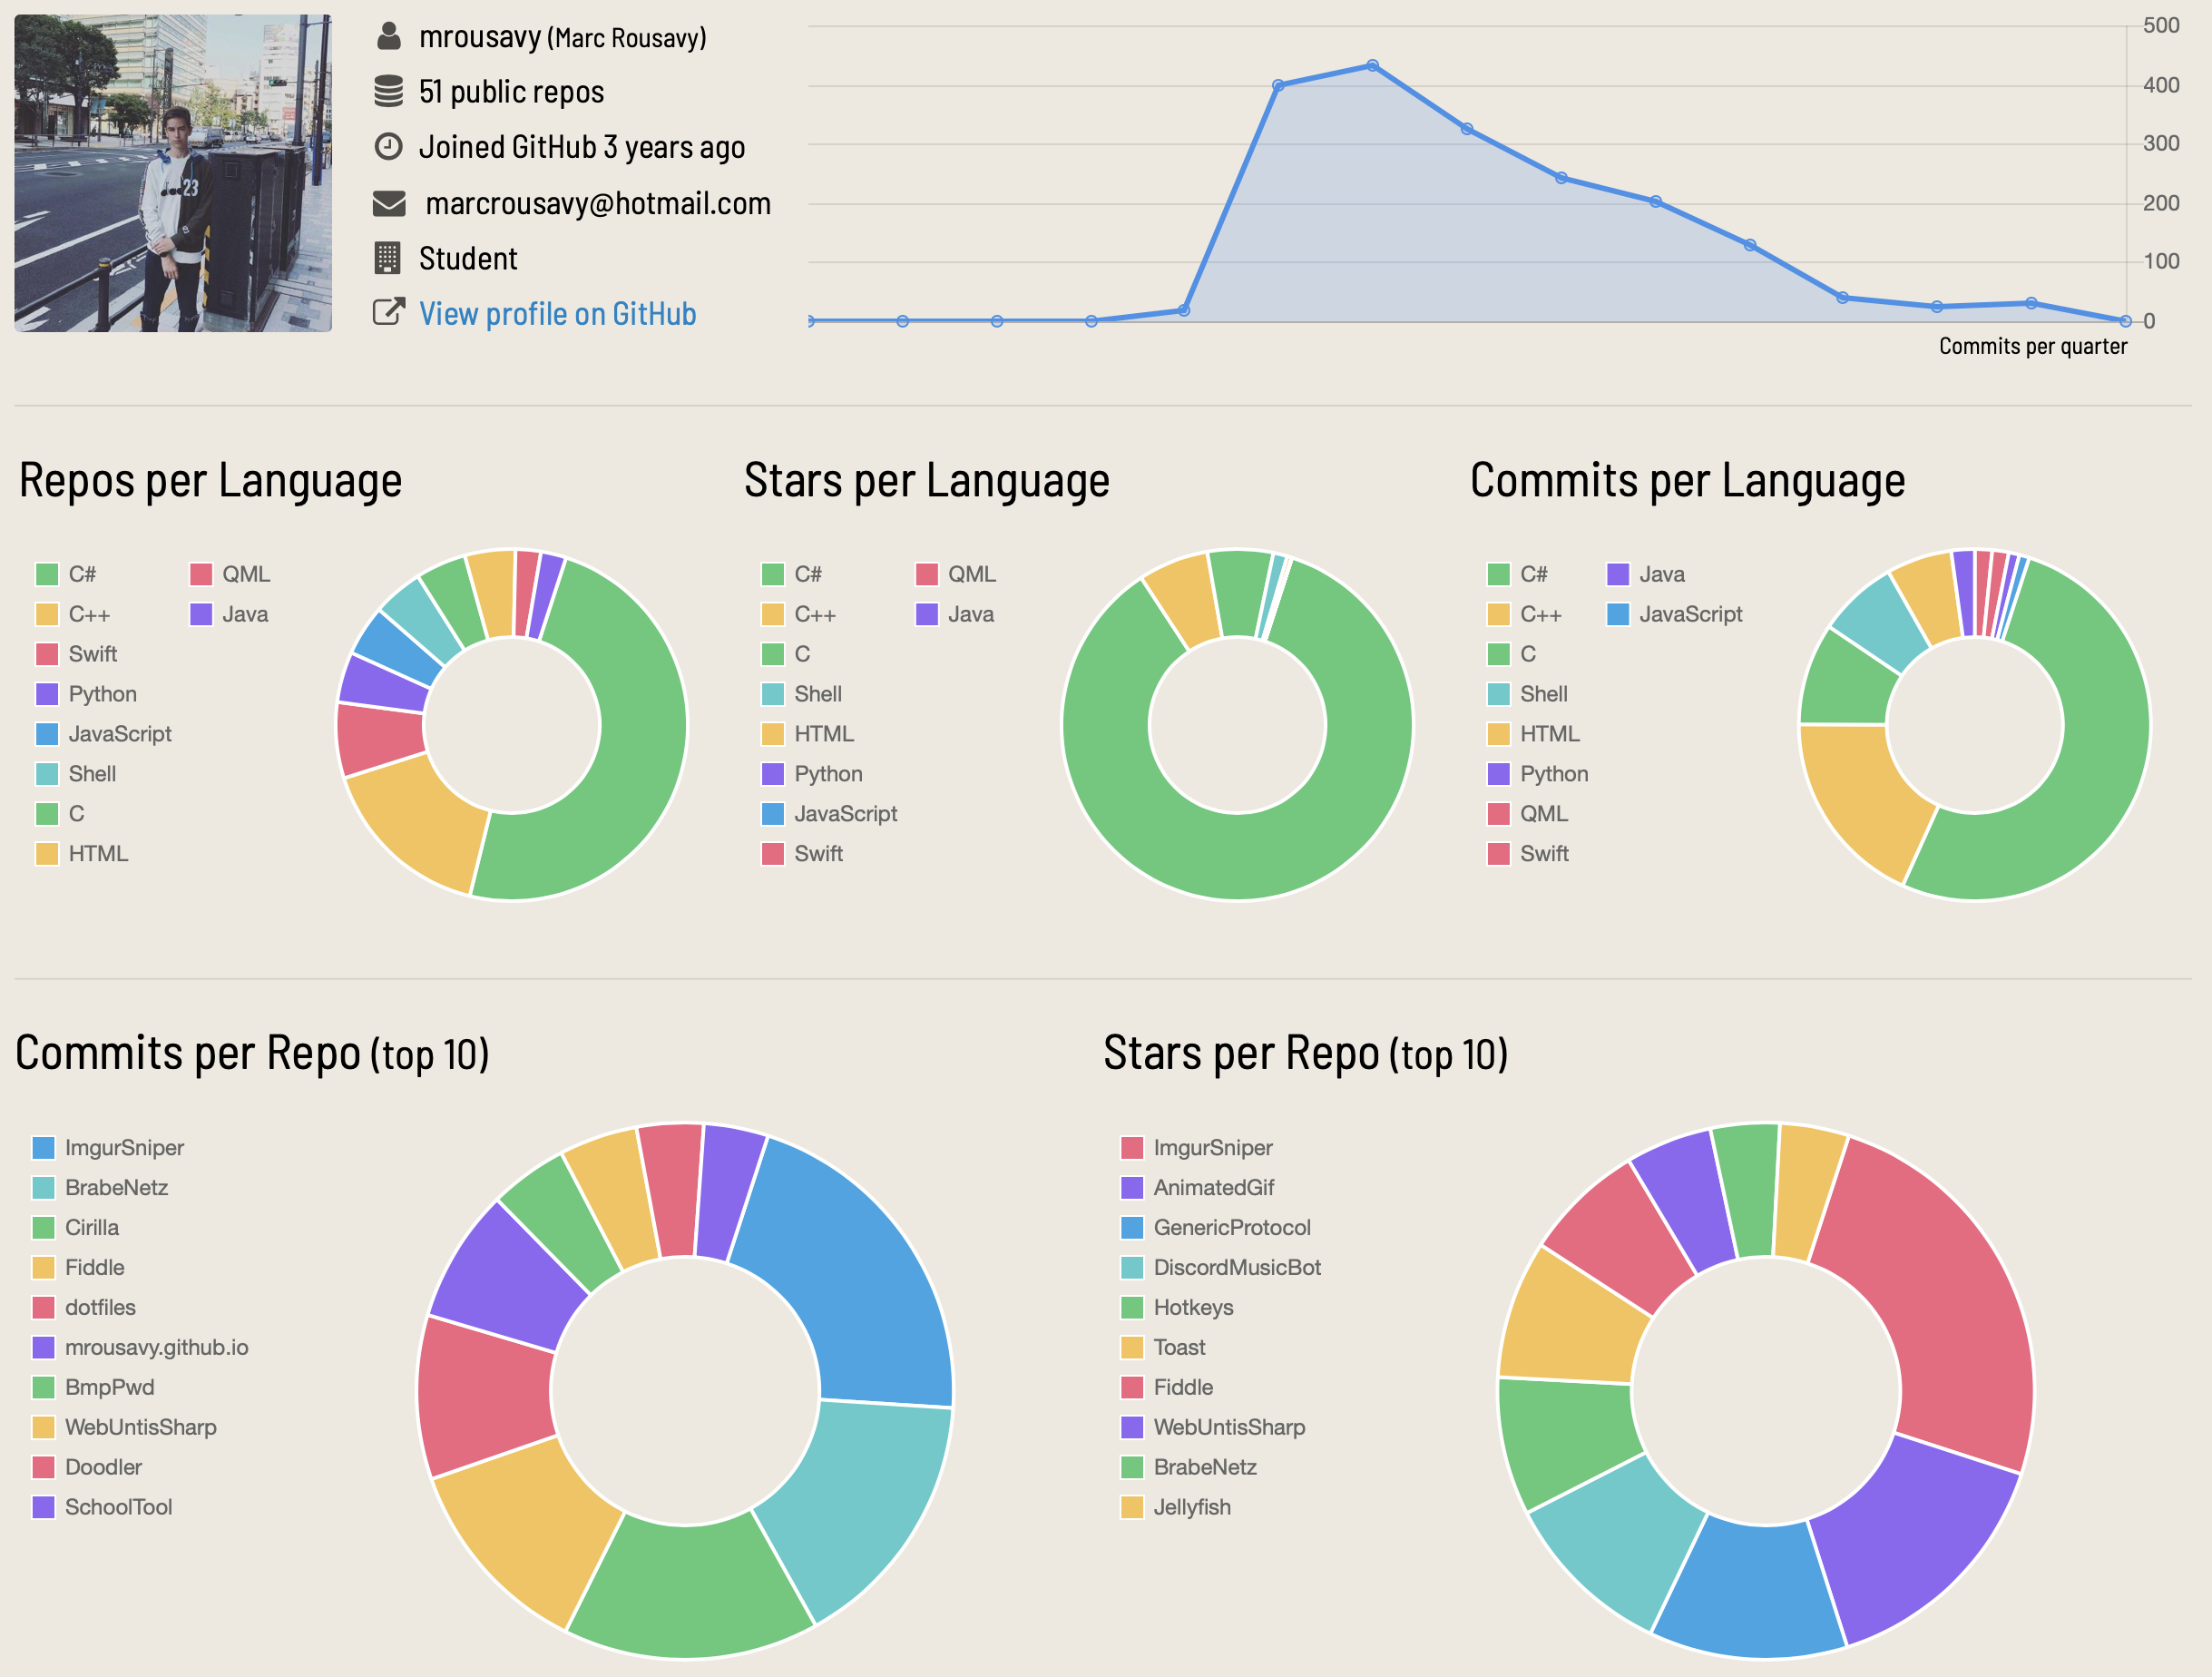 mrousavy (Marc Rousavy)
51 public repos
Joined GitHub 3 years ago
marcrousavy@hotmail.com
Student
View profile on GitHub
23
500
400
300
200
100
0
Commits per quarter
Repos per Language
C#
C++
Swift
Python
JavaScript
Shell
C
HTML
QML
Java
Stars per Language
C#
C++
C
Shell
HTML
Python
JavaScript
Swift
QML
Java
Commits per Language
C#
C++
C
Shell
HTML
Python
QML
Swift
Java
JavaScript
Commits per Repo (top 10)
ImgurSniper
BrabeNetz
Cirilla
Fiddle
dotfiles
mrousavy.github.io
BmpPwd
WebUntisSharp
Doodler
SchoolTool
Stars per Repo (top 10)
ImgurSniper
AnimatedGif
GenericProtocol
DiscordMusicBot
Hotkeys
Toast
Fiddle
WebUntisSharp
BrabeNetz
Jellyfish